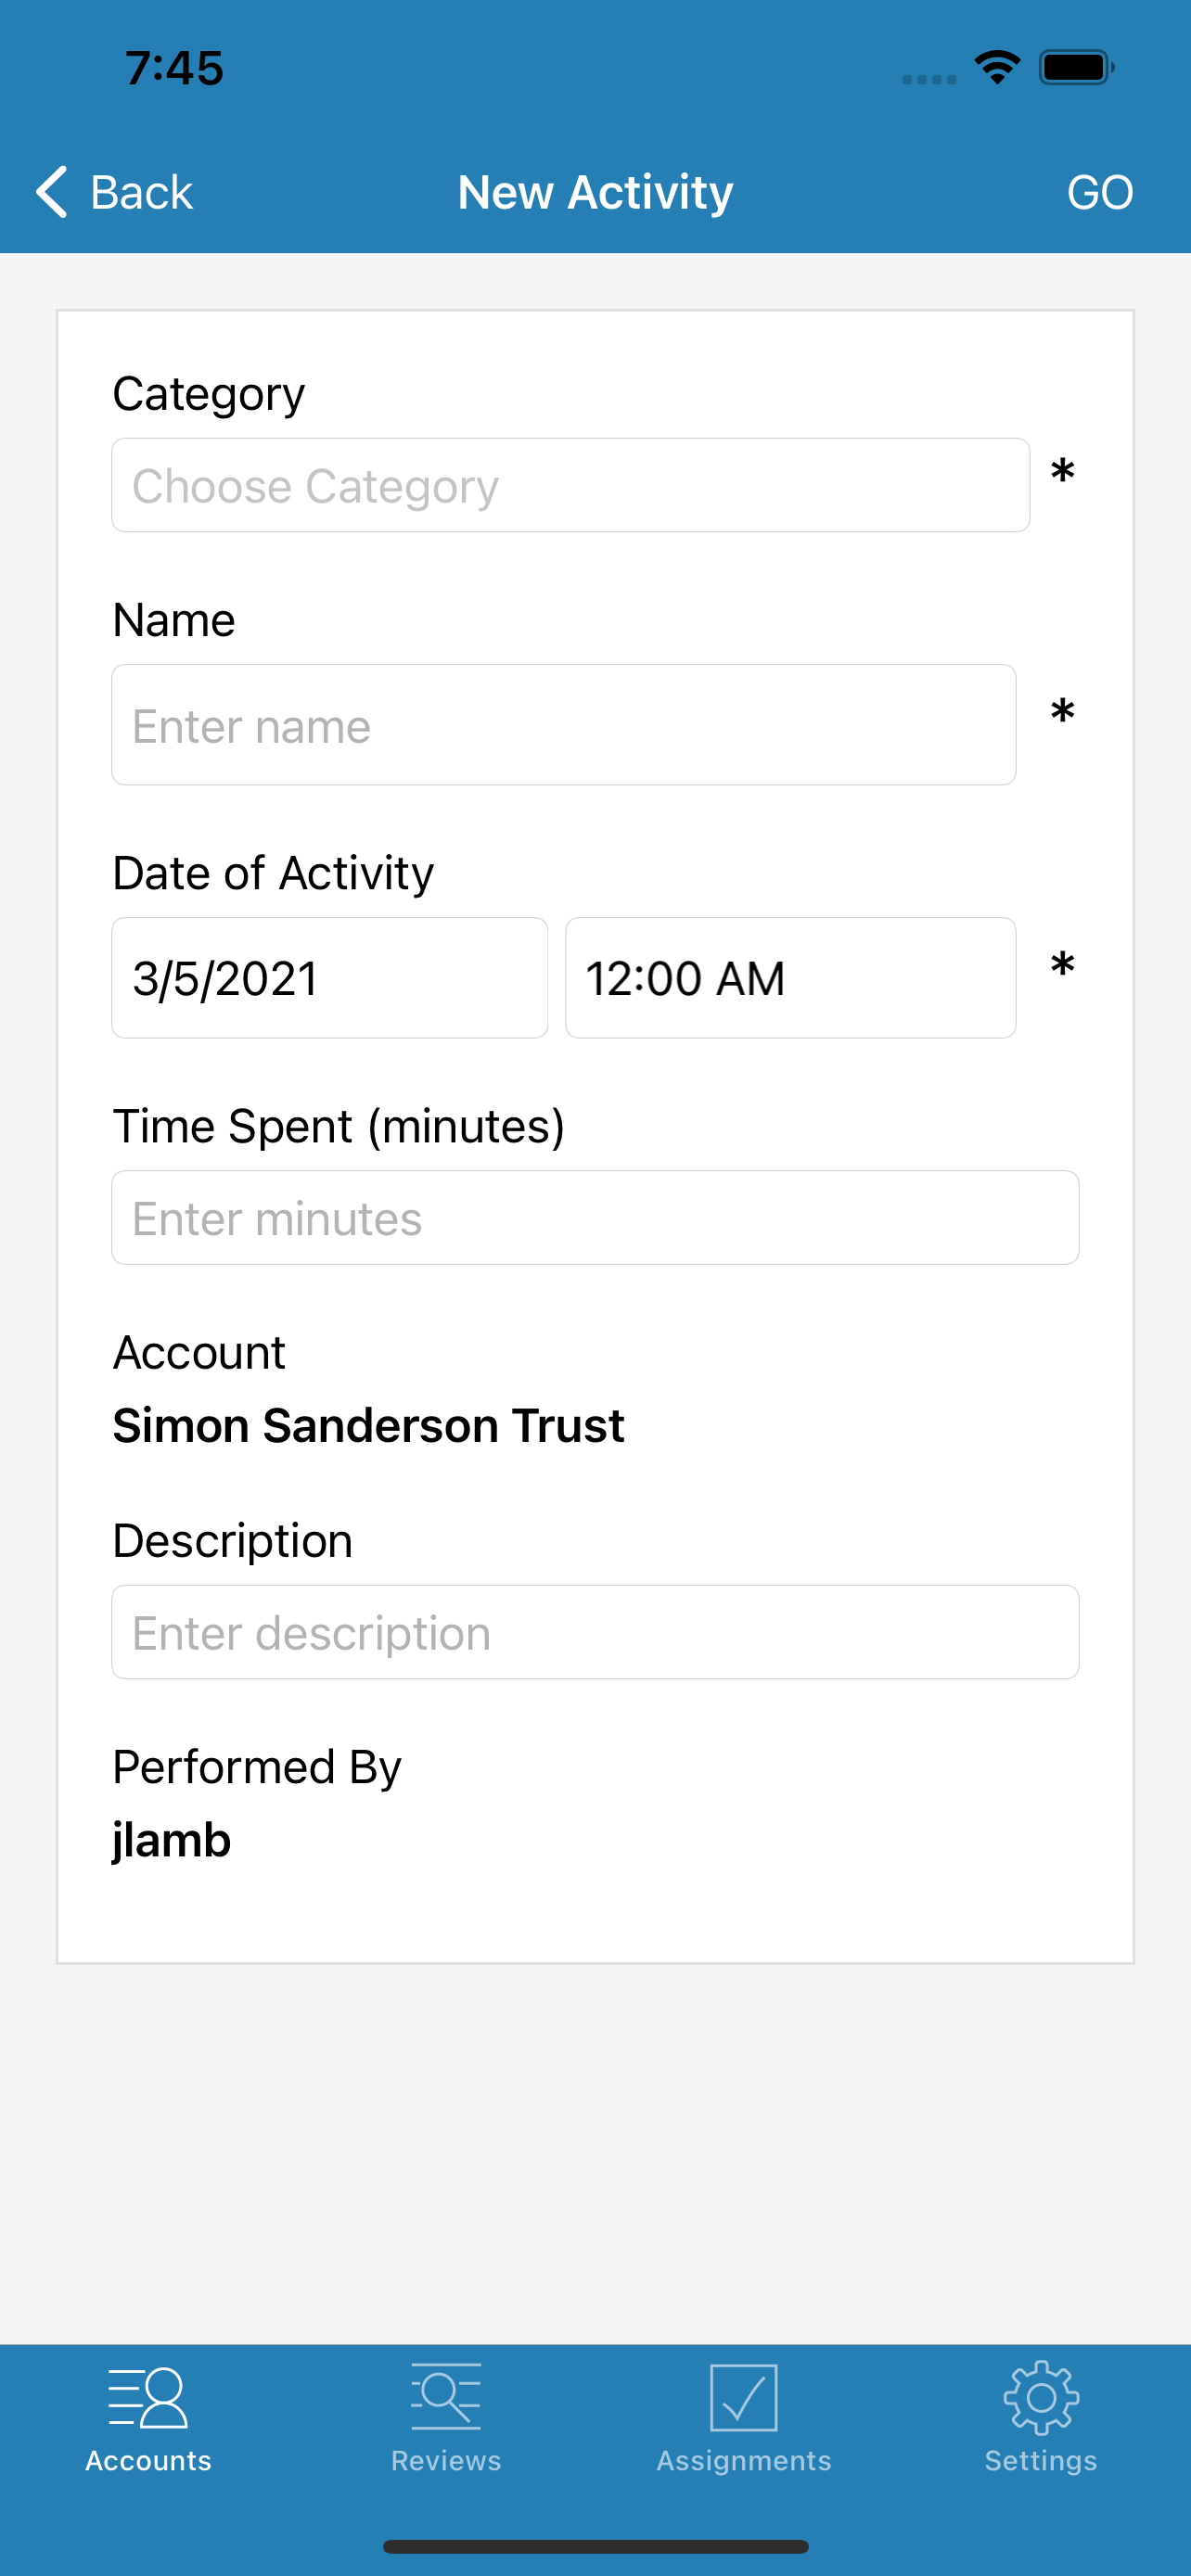 7:45
Back New Activity GO
Category
Choose Category *
Name
Enter name *
Date of Activity
3/5/2021 12:00 AM *
Time Spent (minutes)
Enter minutes
Account
Simon Sanderson Trust
Description
Enter description
Performed By
jlamb
Accounts Reviews Assignments Settings